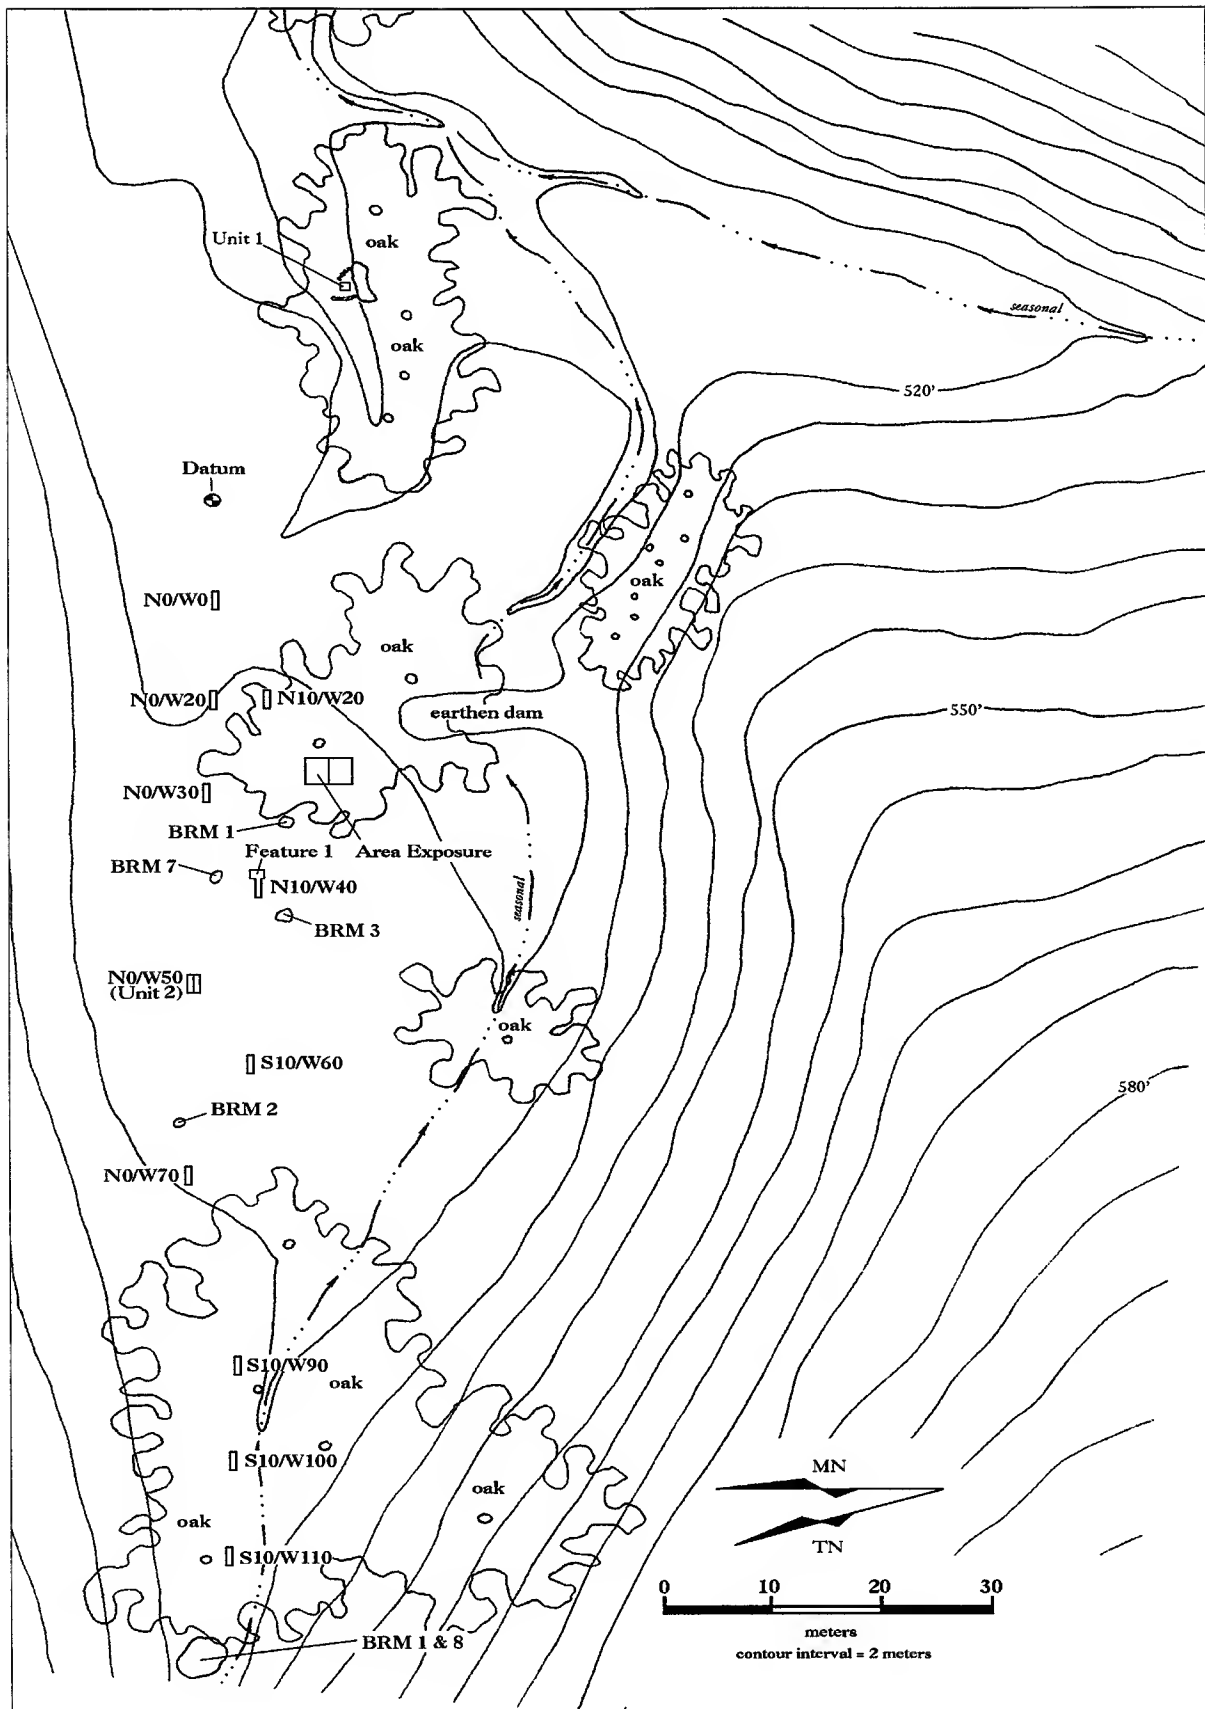 Unit 1
oak
seasonal
oak
520'
Datum
oak
N0/W0
oak
N0/W20
N10/W20
earthen dam
550'
N0/W30
BRM 1
Feature 1
Area Exposure
BRM 7
N10/W40
seasonal
BRM 3
N0/W50
(Unit 2)
oak
S10/W60
580'
BRM 2
N0/W70
S10/W90
oak
S10/W100
MN
oak
oak
TN
S10/W110
0 10 20 30
meters
BRM 1 & 8
contour interval = 2 meters